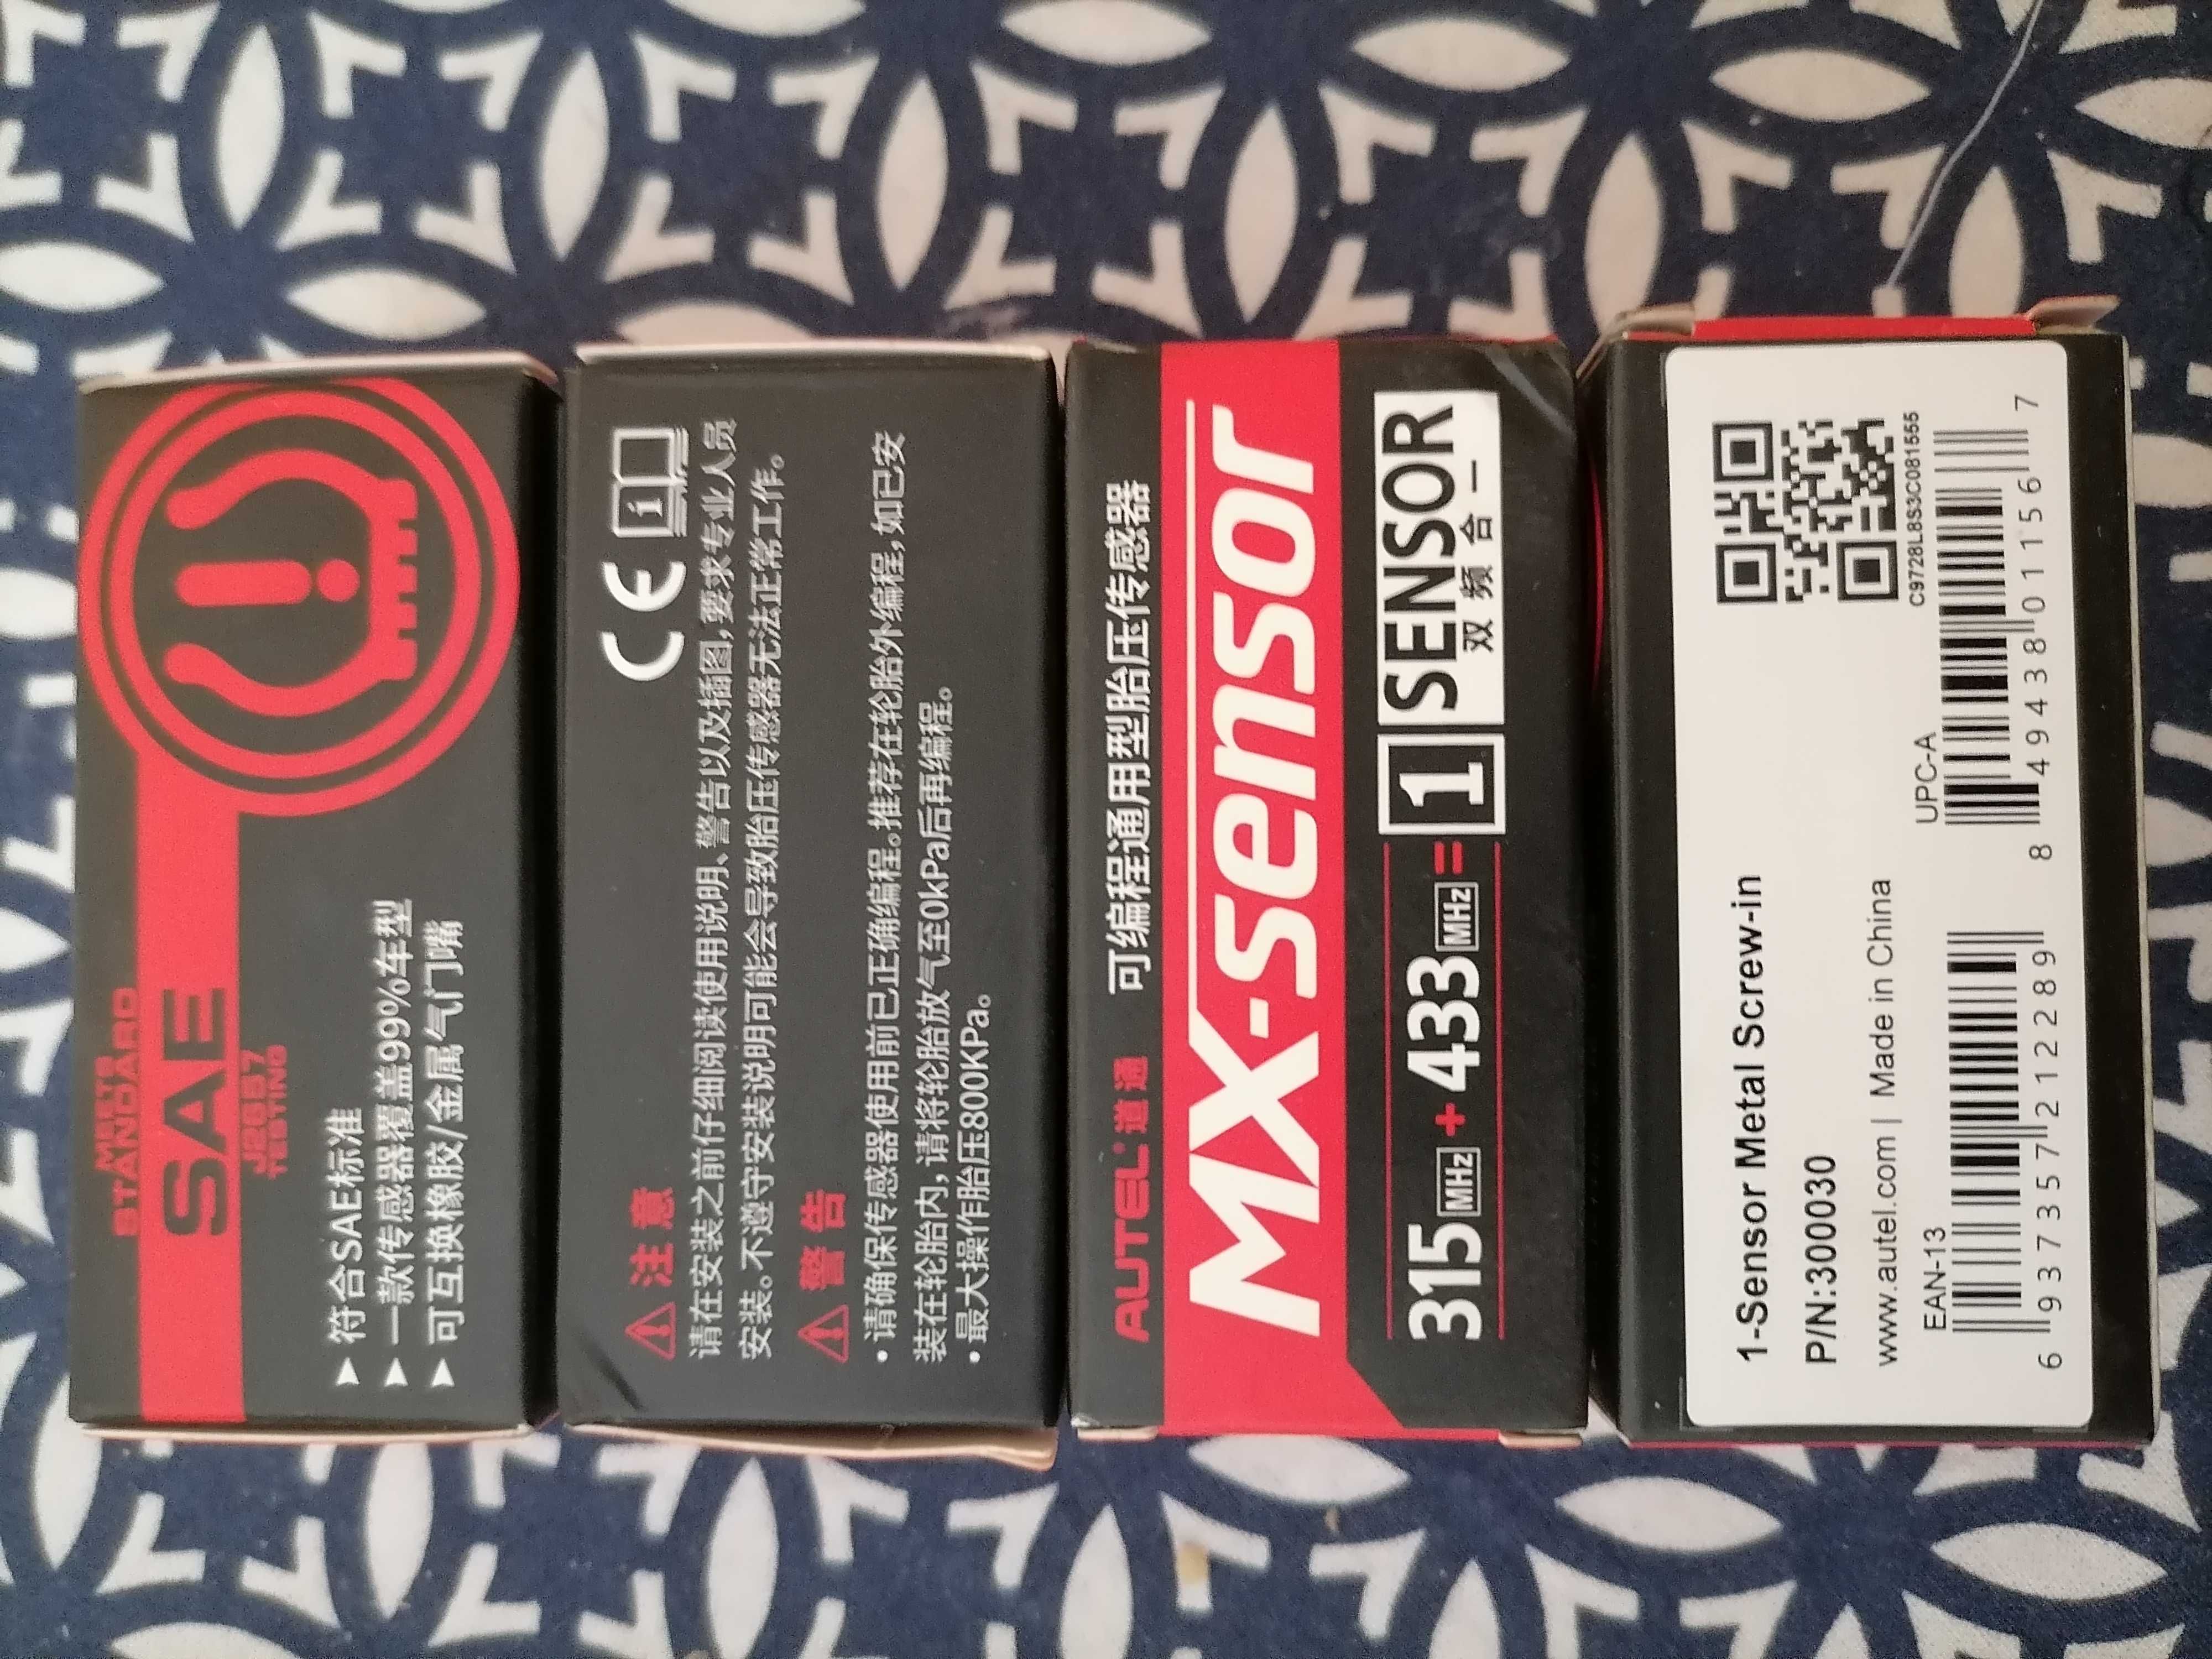 MEETS
STANDARD
SAE
J2657
TESTING
符合SAE标准
一款传感器覆盖99%车型
可互换橡胶/金属气门嘴
CE
i
注意
请在安装之前仔细阅读使用说明、警告以及插图,要求专业人员
安装。不遵守安装说明可能会导致胎压传感器无法正常工作。
警告
·请确保传感器使用前已正确编程。推荐在轮胎外编程,如已安
装在轮胎内,请将轮胎放气至0kPa后再编程。
·最大操作胎压800KPa。
AUTEL 道通 可编程通用型胎压传感器
MX-sensor
315MHz + 433MHz = 1 SENSOR
双频合一
1-Sensor Metal Screw-in
P/N:300030
www.autel.com | Made in China
C9728L8S3C081555
EAN-13
6 937357 212289
UPC-A
8 49438 01156 7